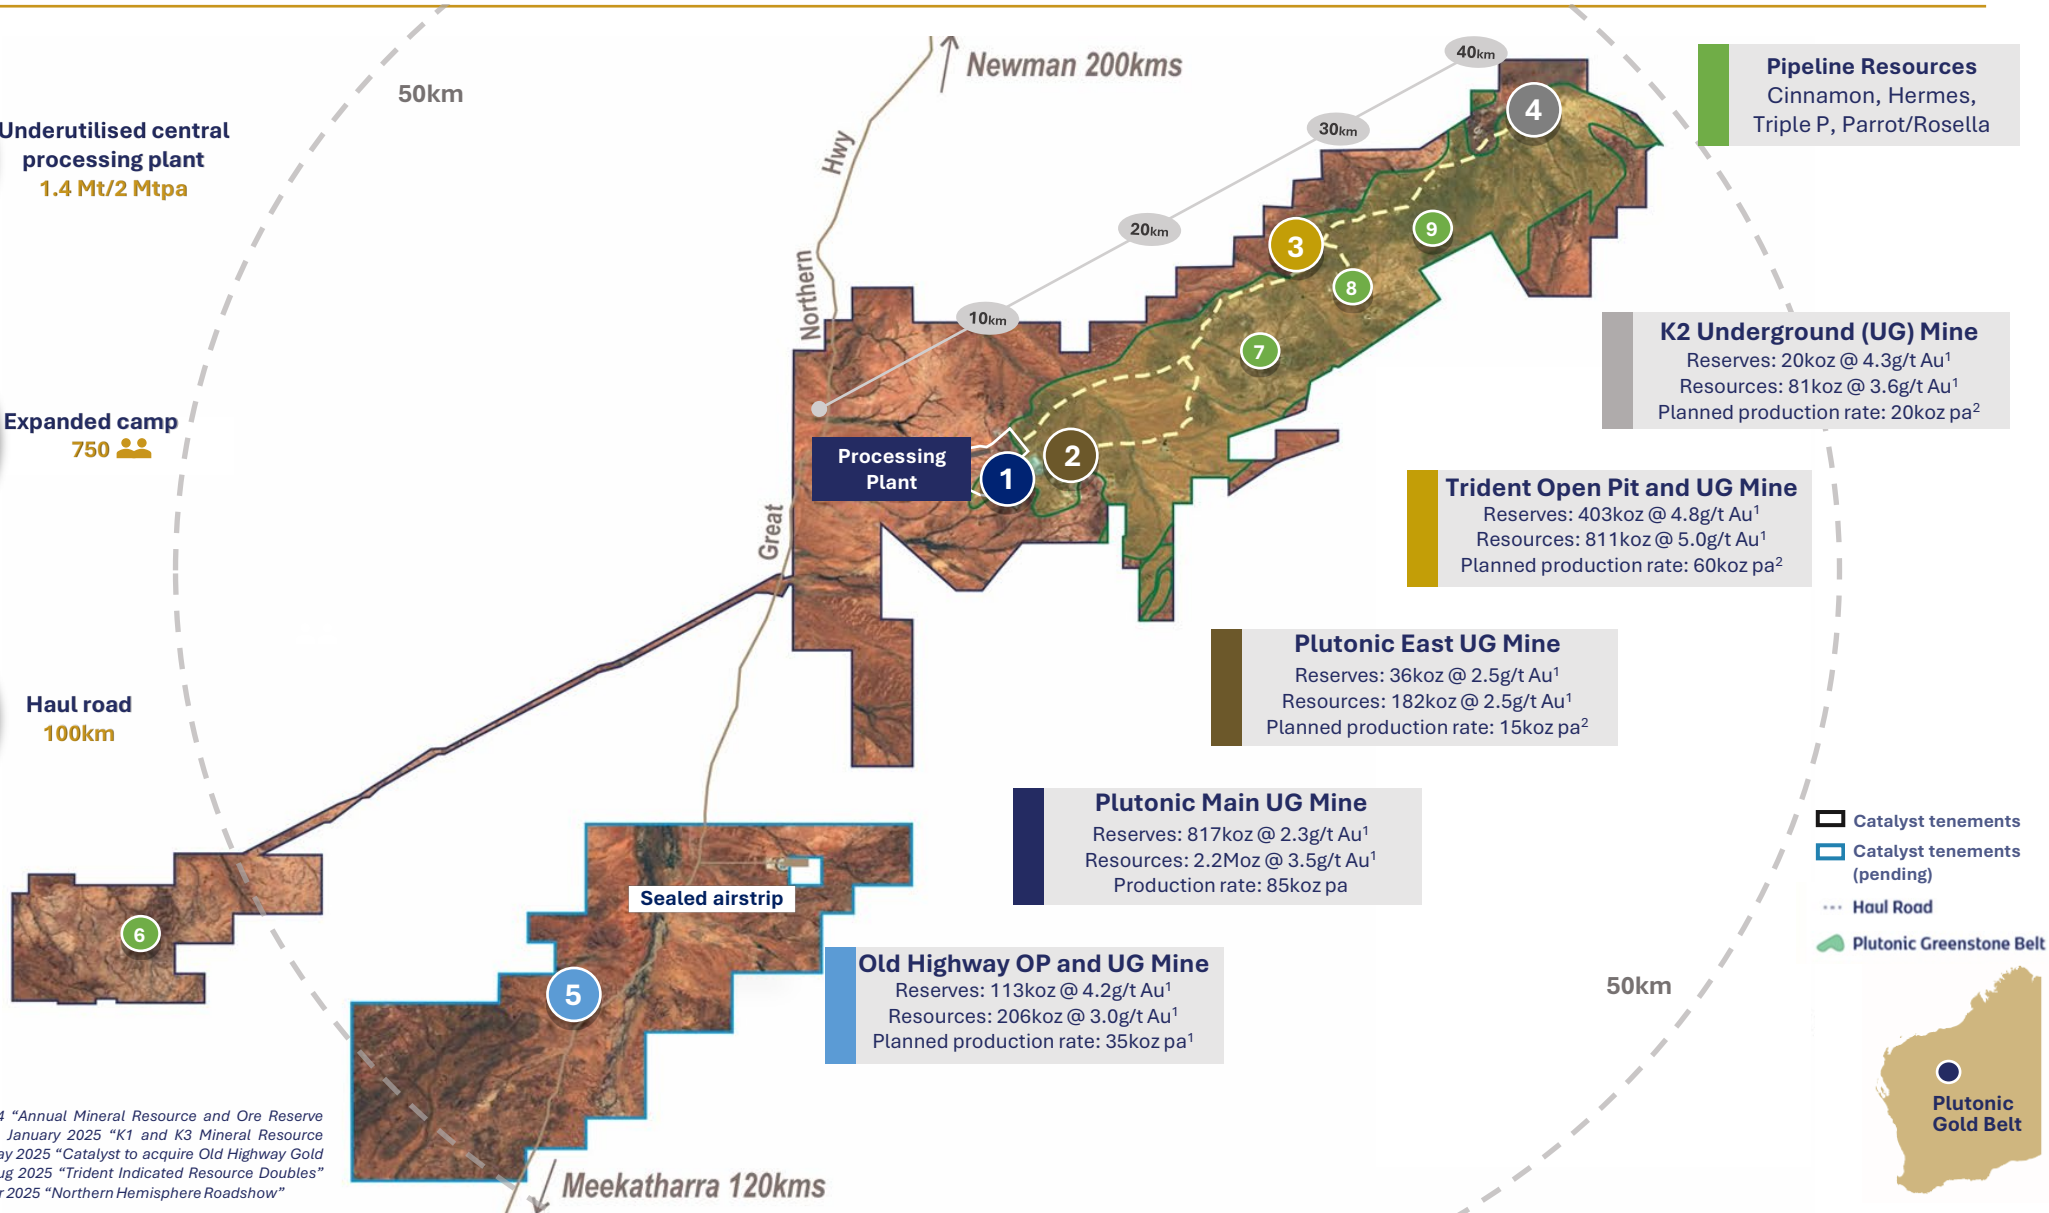 Underutilised central
processing plant
1.4 Mt/2 Mtpa
Expanded camp
750
Haul road
100km
50km
Newman 200kms
Great Northern Hwy
10km
20km
30km
40km
Processing
Plant
1
2
3
4
5
6
7
8
9
Sealed airstrip
Meekatharra 120kms
50km
Pipeline Resources
Cinnamon, Hermes,
Triple P, Parrot/Rosella
K2 Underground (UG) Mine
Reserves: 20koz @ 4.3g/t Au¹
Resources: 81koz @ 3.6g/t Au¹
Planned production rate: 20koz pa²
Trident Open Pit and UG Mine
Reserves: 403koz @ 4.8g/t Au¹
Resources: 811koz @ 5.0g/t Au¹
Planned production rate: 60koz pa²
Plutonic East UG Mine
Reserves: 36koz @ 2.5g/t Au¹
Resources: 182koz @ 2.5g/t Au¹
Planned production rate: 15koz pa²
Plutonic Main UG Mine
Reserves: 817koz @ 2.3g/t Au¹
Resources: 2.2Moz @ 3.5g/t Au¹
Production rate: 85koz pa
Old Highway OP and UG Mine
Reserves: 113koz @ 4.2g/t Au¹
Resources: 206koz @ 3.0g/t Au¹
Planned production rate: 35koz pa¹
Catalyst tenements
Catalyst tenements
(pending)
Haul Road
Plutonic Greenstone Belt
Plutonic
Gold Belt
4 “Annual Mineral Resource and Ore Reserve
January 2025 “K1 and K3 Mineral Resource
2025 “Catalyst to acquire Old Highway Gold
2025 “Trident Indicated Resource Doubles”
2025 “Northern Hemisphere Roadshow”